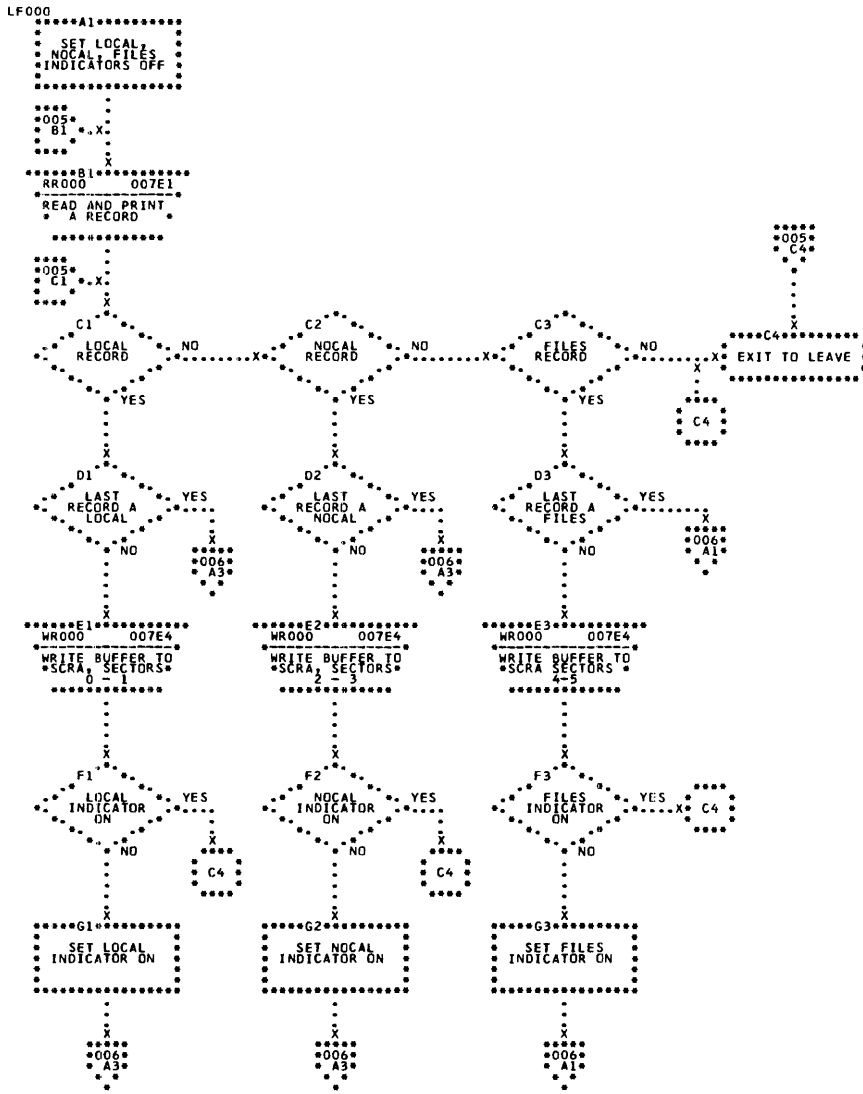 LF000
A1
SET LOCAL,
NOCAL, FILES
INDICATORS OFF
005
B1
B1
RR000 007E1
READ AND PRINT
A RECORD
005
C4
005
C1
C1
LOCAL
RECORD
NO
YES
C2
NOCAL
RECORD
NO
YES
C3
FILES
RECORD
NO
YES
C4
EXIT TO LEAVE
C4
D1
LAST
RECORD A
LOCAL
YES
NO
006
A3
D2
LAST
RECORD A
NOCAL
YES
NO
006
A3
D3
LAST
RECORD A
FILES
YES
NO
006
A1
E1
WR000 007E4
WRITE BUFFER TO
SCRA, SECTORS
0 - 1
E2
WR000 007E4
WRITE BUFFER TO
SCRA, SECTORS
2 - 3
E3
WR000 007E4
WRITE BUFFER TO
SCRA SECTORS
4-5
F1
LOCAL
INDICATOR
ON
YES
NO
C4
F2
NOCAL
INDICATOR
ON
YES
NO
C4
F3
FILES
INDICATOR
ON
YES
NO
C4
G1
SET LOCAL
INDICATOR ON
G2
SET NOCAL
INDICATOR ON
G3
SET FILES
INDICATOR ON
006
A3
006
A3
006
A1